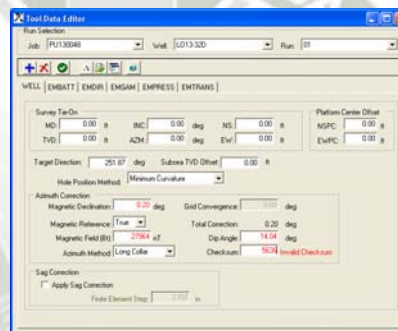 Tool Data Editor
Run Selection
Job PU130048 Well LO13-32D Run 01
WELL EMBATT EMDIR EMGAM EMPRESS EMTRANS
Survey Tie-On Platform Center Offset
MD: 0.00 ft INC: 0.00 deg NS: 0.00 ft NSPC: 0.00 ft
TVD: 0.00 ft AZM: 0.00 deg EW: 0.00 ft EWPC: 0.00 ft
Target Direction: 251.87 deg Subsea TVD Offset: 0.00 ft
Hole Position Method: Minimum Curvature
Azimuth Correction
Magnetic Declination: 0.20 deg Grid Convergence: 0.00 deg
Magnetic Reference: True Total Correction: 0.20 deg
Magnetic Field (Bt): 27964 nT Dip Angle: 14.04 deg
Azimuth Method: Long Collar Checksum: 5636 Invalid Checksum
Sag Correction
Apply Sag Correction
Finite Element Step: in